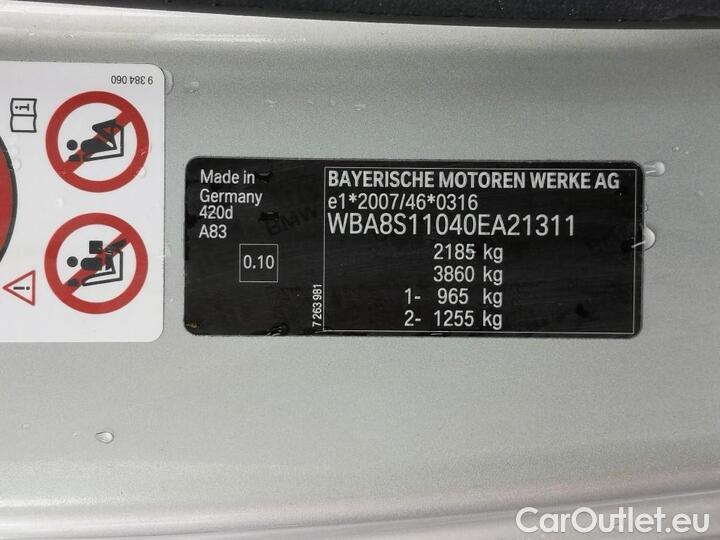 9 384 060
Made in
Germany
420d
A83
0.10
7 263 981
BAYERISCHE MOTOREN WERKE AG
e1*2007/46*0316
WBA8S11040EA21311
2185 kg
3860 kg
1- 965 kg
2- 1255 kg
CarOutlet.eu